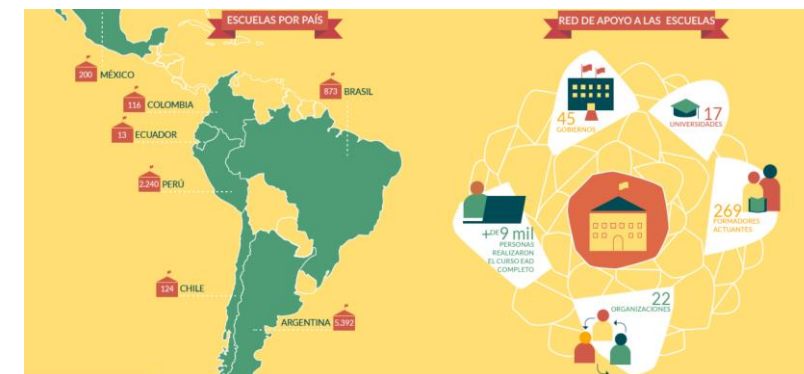 ESCUELAS POR PAÍS
200 MÉXICO
116 COLOMBIA
13 ECUADOR
2.240 PERÚ
873 BRASIL
124 CHILE
ARGENTINA 5.392
RED DE APOYO A LAS ESCUELAS
45
GOBIERNOS
17
UNIVERSIDADES
269
FORMADORES
ACTUANTES
+DE 9 mil
PERSONAS
REALIZARON
EL CURSO EAD
COMPLETO
22
ORGANIZACIONES